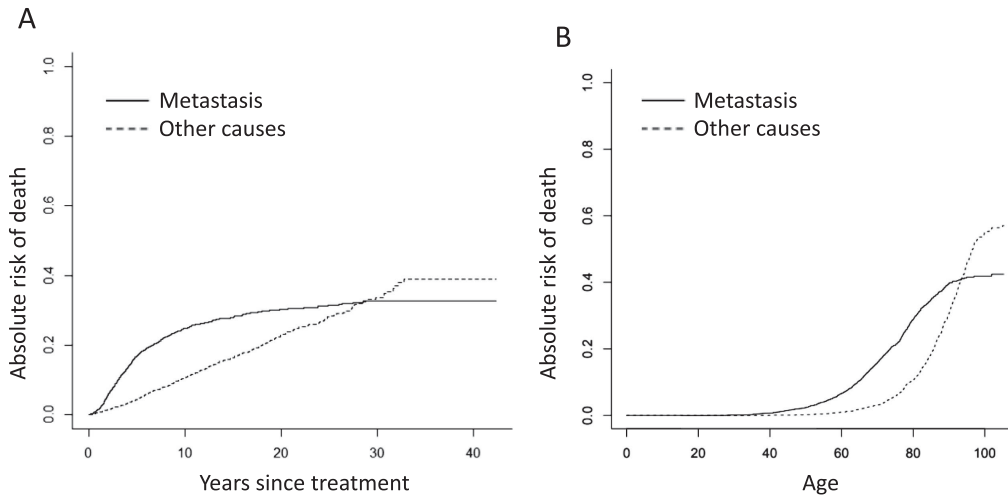 A
Absolute risk of death
1.0
0.8
0.6
0.4
0.2
0.0
Metastasis
Other causes
0 10 20 30 40
Years since treatment
B
Absolute risk of death
1.0
0.8
0.6
0.4
0.2
0.0
Metastasis
Other causes
0 20 40 60 80 100
Age